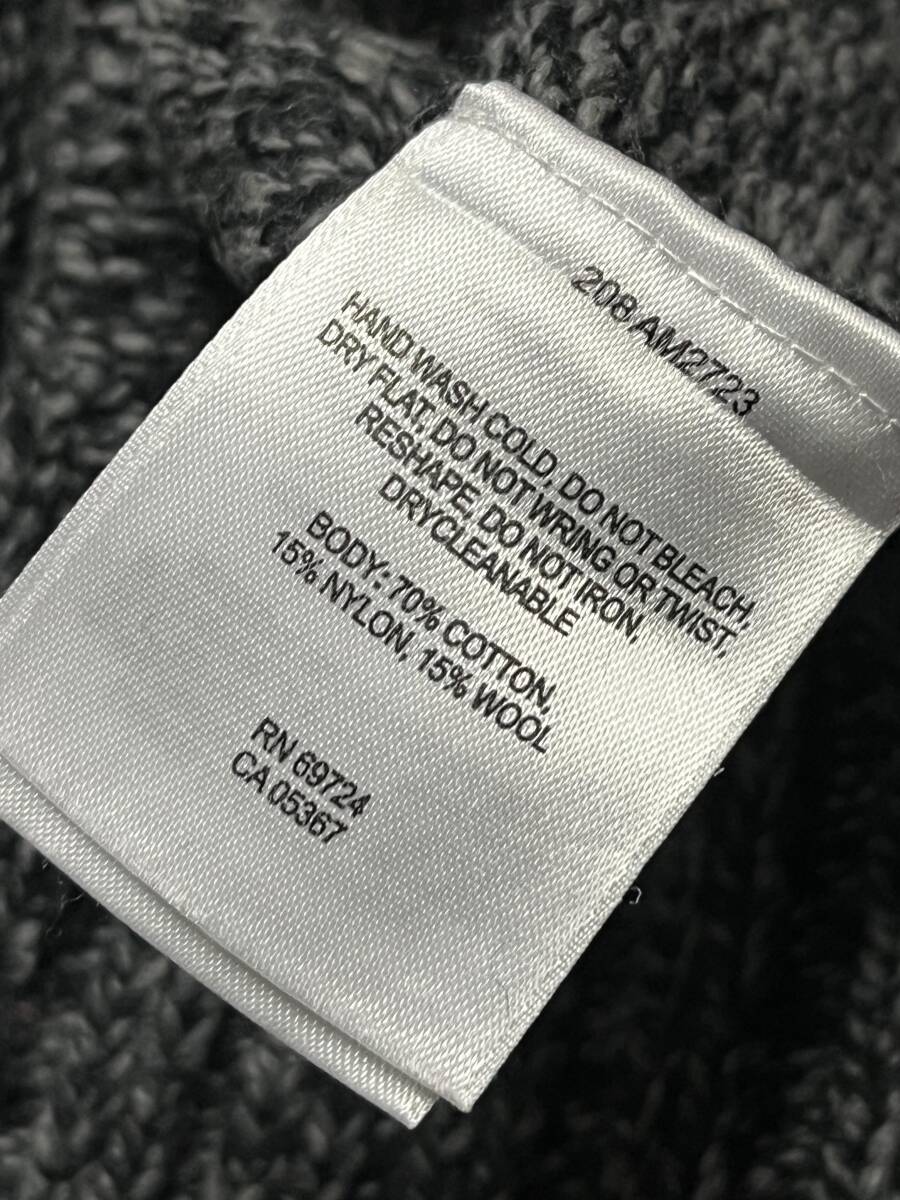 208 AM2723
HAND WASH COLD, DO NOT BLEACH,
DRY FLAT, DO NOT WRING OR TWIST,
RESHAPE, DO NOT IRON,
DRYCLEANABLE
BODY: 70% COTTON,
15% NYLON, 15% WOOL
RN 69724
CA 05367